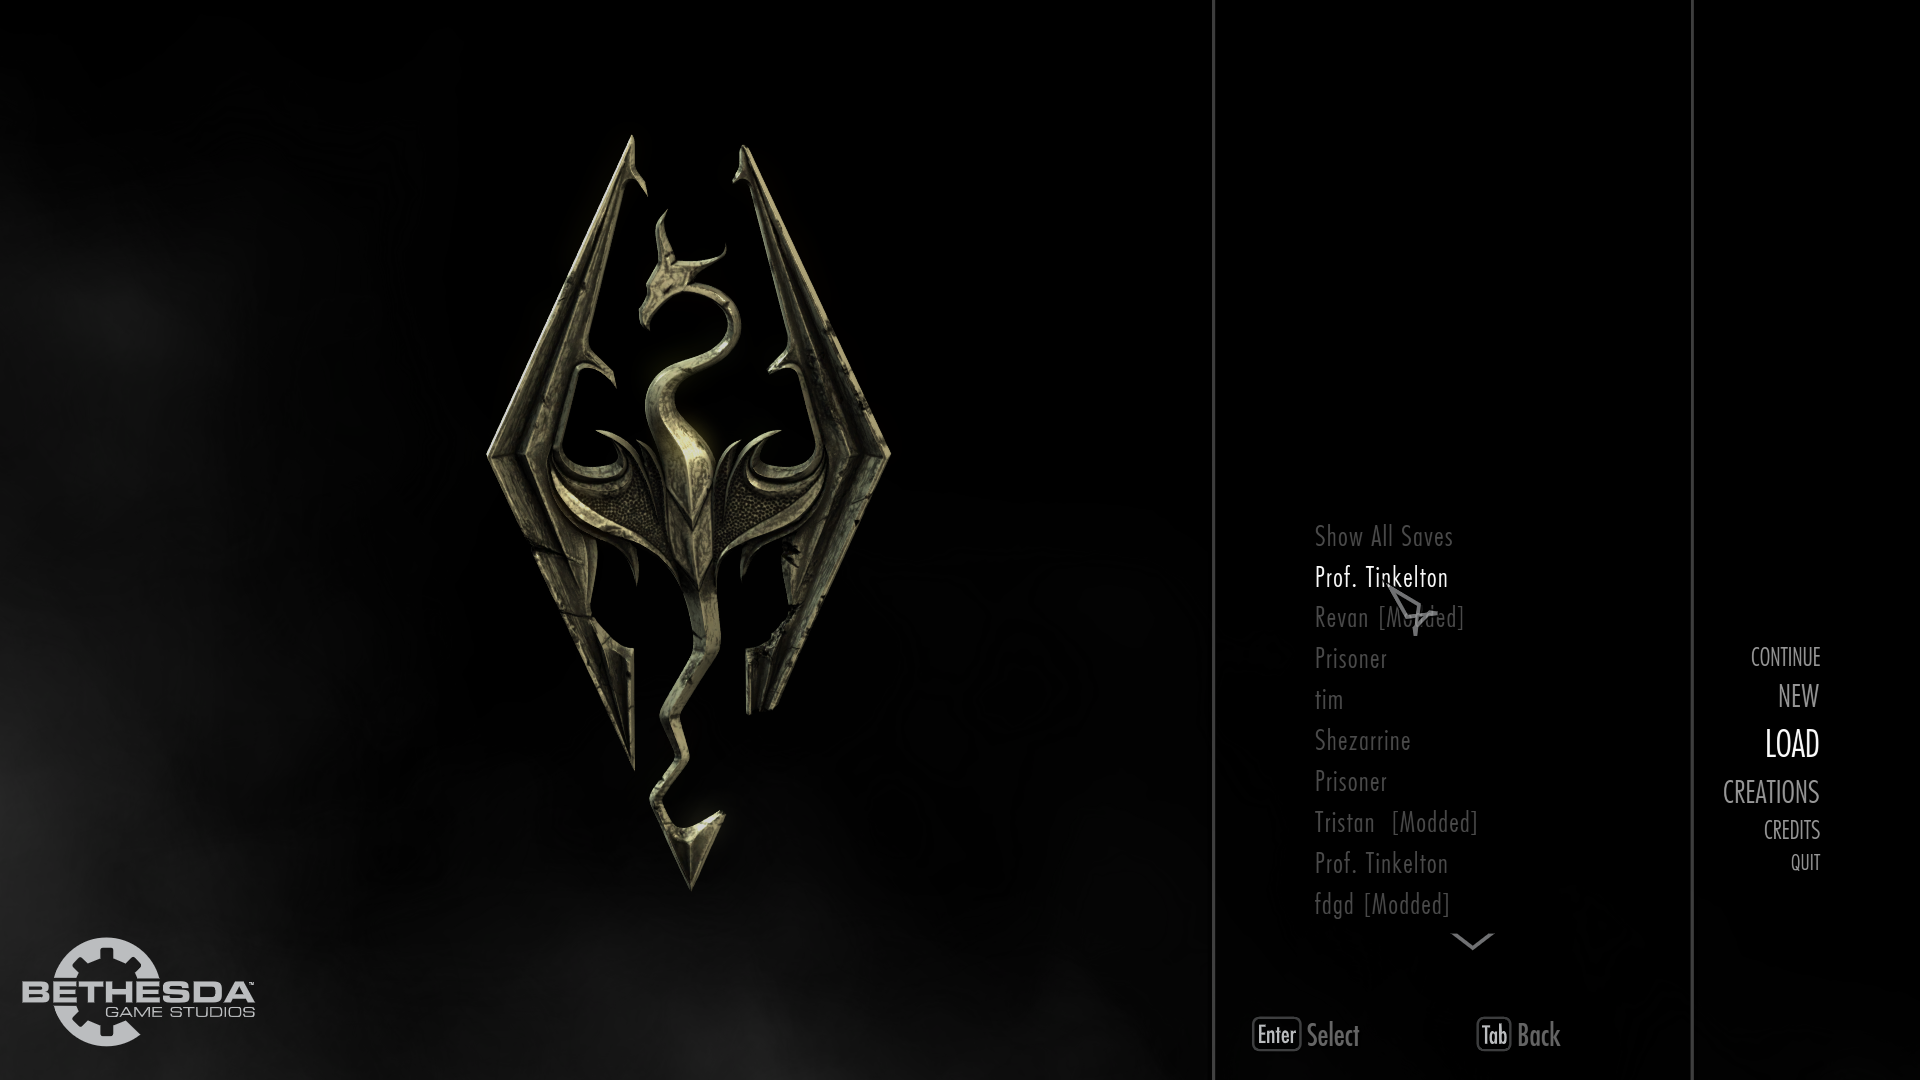 Show All Saves
Prof. Tinkelton
Revan [Modded]
Prisoner
tim
Shezarrine
Prisoner
Tristan [Modded]
Prof. Tinkelton
fdgd [Modded]
CONTINUE
NEW
LOAD
CREATIONS
CREDITS
QUIT
BETHESDA™
GAME STUDIOS
Enter Select
Tab Back